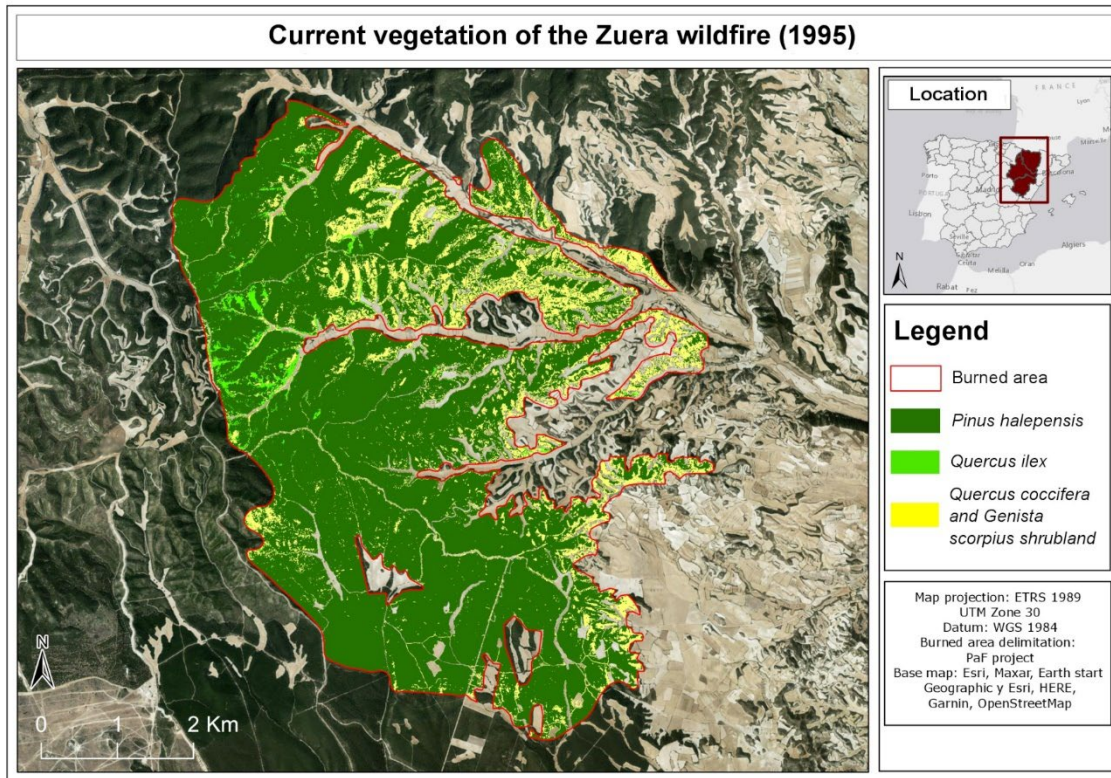 Current vegetation of the Zuera wildfire (1995)
N
0 1 2 Km
Location
FRANCE
Lyon
Porto
Madrid
Barcelona
Lisbon
Sevilla
Ceuta
Melilla
Oran
Algiers
Rabat
Fez
N
Legend
Burned area
Pinus halepensis
Quercus ilex
Quercus coccifera
and Genista
scorpius shrubland
Map projection: ETRS 1989
UTM Zone 30
Datum: WGS 1984
Burned area delimitation:
PaF project
Base map: Esri, Maxar, Earth start
Geographic y Esri, HERE,
Garnin, OpenStreetMap